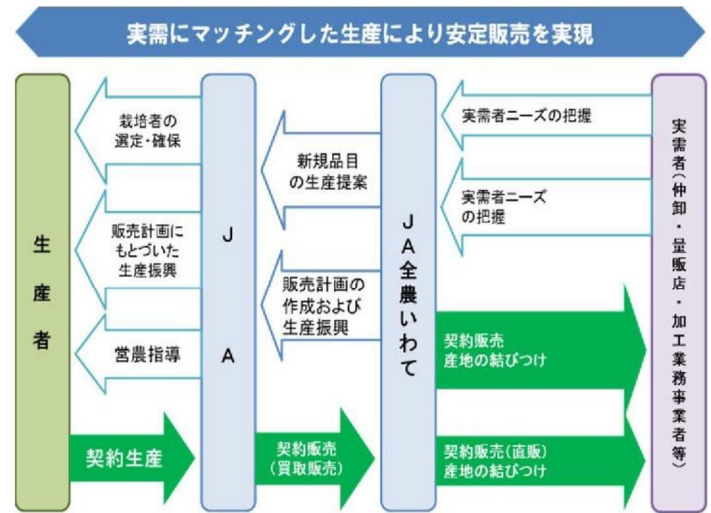 実需にマッチングした生産により安定販売を実現
生産者
栽培者の
選定・確保
販売計画に
もとづいた
生産振興
営農指導
契約生産
JA
新規品目
の生産提案
販売計画の
作成および
生産振興
契約販売
(買取販売)
JA全農いわて
実需者ニーズの把握
実需者ニーズ
の把握
契約販売
産地の結びつけ
契約販売(直販)
産地の結びつけ
実需者(仲卸・量販店・加工業務事業者等)